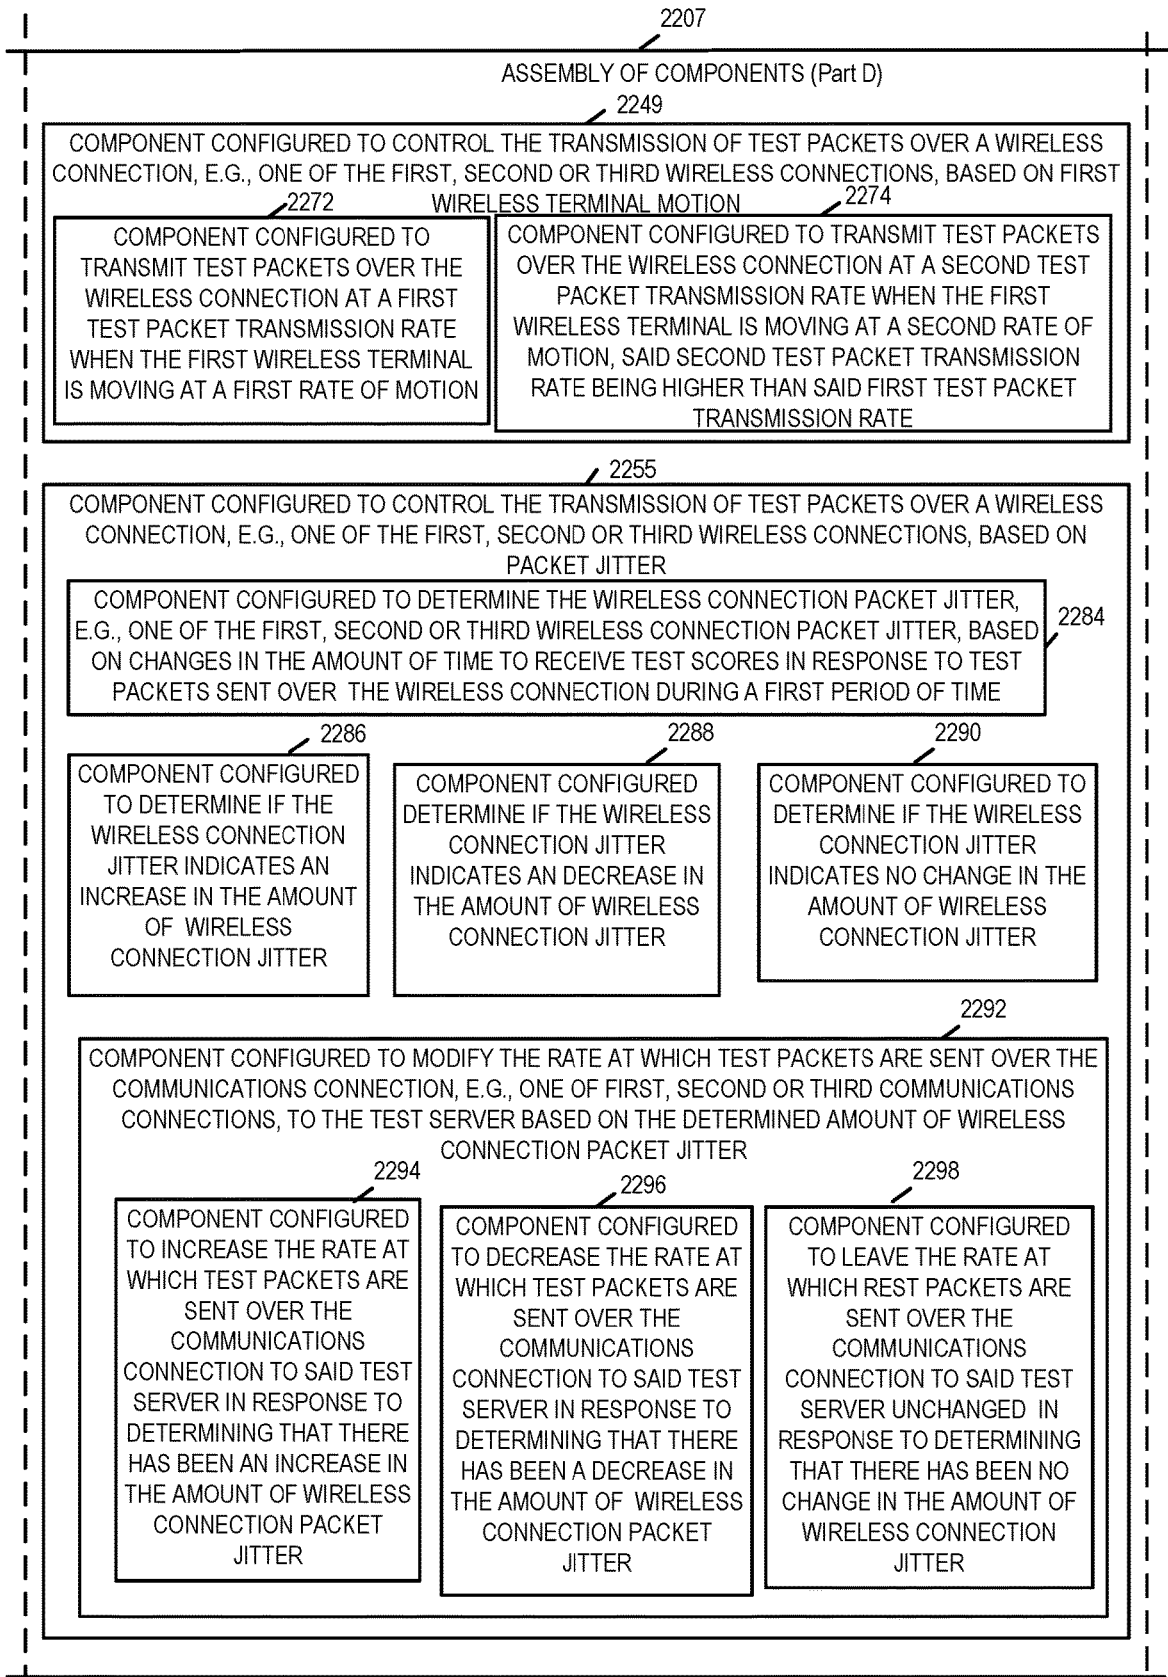 2207
ASSEMBLY OF COMPONENTS (Part D)
2249
COMPONENT CONFIGURED TO CONTROL THE TRANSMISSION OF TEST PACKETS OVER A WIRELESS
CONNECTION, E.G., ONE OF THE FIRST, SECOND OR THIRD WIRELESS CONNECTIONS, BASED ON FIRST
WIRELESS TERMINAL MOTION
2272
COMPONENT CONFIGURED TO
TRANSMIT TEST PACKETS OVER THE
WIRELESS CONNECTION AT A FIRST
TEST PACKET TRANSMISSION RATE
WHEN THE FIRST WIRELESS TERMINAL
IS MOVING AT A FIRST RATE OF MOTION
2274
COMPONENT CONFIGURED TO TRANSMIT TEST PACKETS
OVER THE WIRELESS CONNECTION AT A SECOND TEST
PACKET TRANSMISSION RATE WHEN THE FIRST
WIRELESS TERMINAL IS MOVING AT A SECOND RATE OF
MOTION, SAID SECOND TEST PACKET TRANSMISSION
RATE BEING HIGHER THAN SAID FIRST TEST PACKET
TRANSMISSION RATE
2255
COMPONENT CONFIGURED TO CONTROL THE TRANSMISSION OF TEST PACKETS OVER A WIRELESS
CONNECTION, E.G., ONE OF THE FIRST, SECOND OR THIRD WIRELESS CONNECTIONS, BASED ON
PACKET JITTER
COMPONENT CONFIGURED TO DETERMINE THE WIRELESS CONNECTION PACKET JITTER,
E.G., ONE OF THE FIRST, SECOND OR THIRD WIRELESS CONNECTION PACKET JITTER, BASED
ON CHANGES IN THE AMOUNT OF TIME TO RECEIVE TEST SCORES IN RESPONSE TO TEST
PACKETS SENT OVER THE WIRELESS CONNECTION DURING A FIRST PERIOD OF TIME
2284
2286
COMPONENT CONFIGURED
TO DETERMINE IF THE
WIRELESS CONNECTION
JITTER INDICATES AN
INCREASE IN THE AMOUNT
OF WIRELESS
CONNECTION JITTER
2288
COMPONENT CONFIGURED
DETERMINE IF THE WIRELESS
CONNECTION JITTER
INDICATES AN DECREASE IN
THE AMOUNT OF WIRELESS
CONNECTION JITTER
2290
COMPONENT CONFIGURED TO
DETERMINE IF THE WIRELESS
CONNECTION JITTER
INDICATES NO CHANGE IN THE
AMOUNT OF WIRELESS
CONNECTION JITTER
2292
COMPONENT CONFIGURED TO MODIFY THE RATE AT WHICH TEST PACKETS ARE SENT OVER THE
COMMUNICATIONS CONNECTION, E.G., ONE OF FIRST, SECOND OR THIRD COMMUNICATIONS
CONNECTIONS, TO THE TEST SERVER BASED ON THE DETERMINED AMOUNT OF WIRELESS
CONNECTION PACKET JITTER
2294
COMPONENT CONFIGURED
TO INCREASE THE RATE AT
WHICH TEST PACKETS ARE
SENT OVER THE
COMMUNICATIONS
CONNECTION TO SAID TEST
SERVER IN RESPONSE TO
DETERMINING THAT THERE
HAS BEEN AN INCREASE IN
THE AMOUNT OF WIRELESS
CONNECTION PACKET
JITTER
2296
COMPONENT CONFIGURED
TO DECREASE THE RATE AT
WHICH TEST PACKETS ARE
SENT OVER THE
COMMUNICATIONS
CONNECTION TO SAID TEST
SERVER IN RESPONSE TO
DETERMINING THAT THERE
HAS BEEN A DECREASE IN
THE AMOUNT OF WIRELESS
CONNECTION PACKET
JITTER
2298
COMPONENT CONFIGURED
TO LEAVE THE RATE AT
WHICH REST PACKETS ARE
SENT OVER THE
COMMUNICATIONS
CONNECTION TO SAID TEST
SERVER UNCHANGED IN
RESPONSE TO DETERMINING
THAT THERE HAS BEEN NO
CHANGE IN THE AMOUNT OF
WIRELESS CONNECTION
JITTER